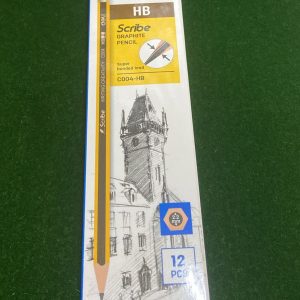 HB
Scribe
GRAPHITE
PENCIL
Super
bonded lead
C004-HB
Scribe
12
PCS